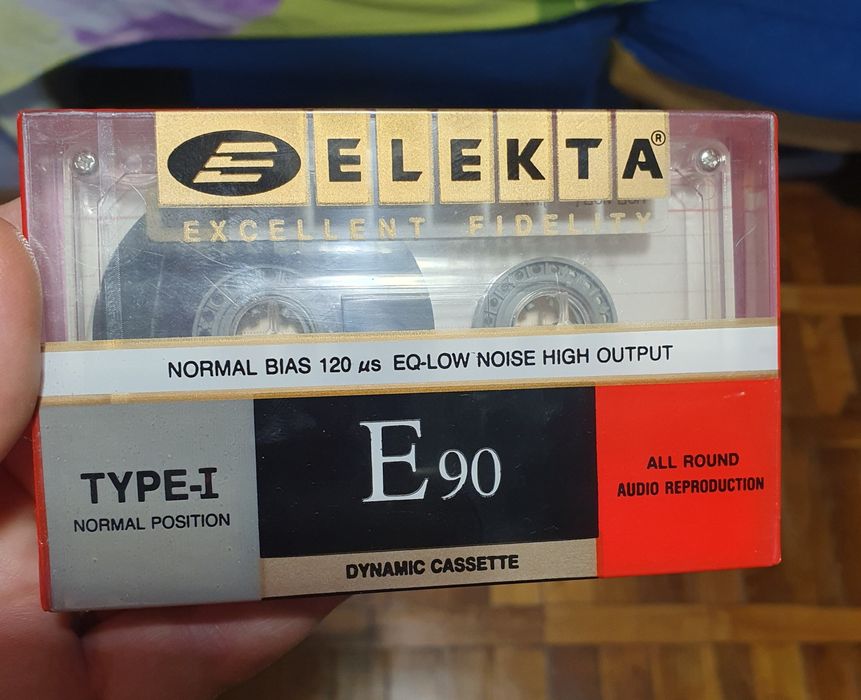 ELEKTA®
EXCELLENT FIDELITY
NORMAL BIAS 120 µs EQ-LOW NOISE HIGH OUTPUT
TYPE-I
NORMAL POSITION
E90
ALL ROUND
AUDIO REPRODUCTION
DYNAMIC CASSETTE